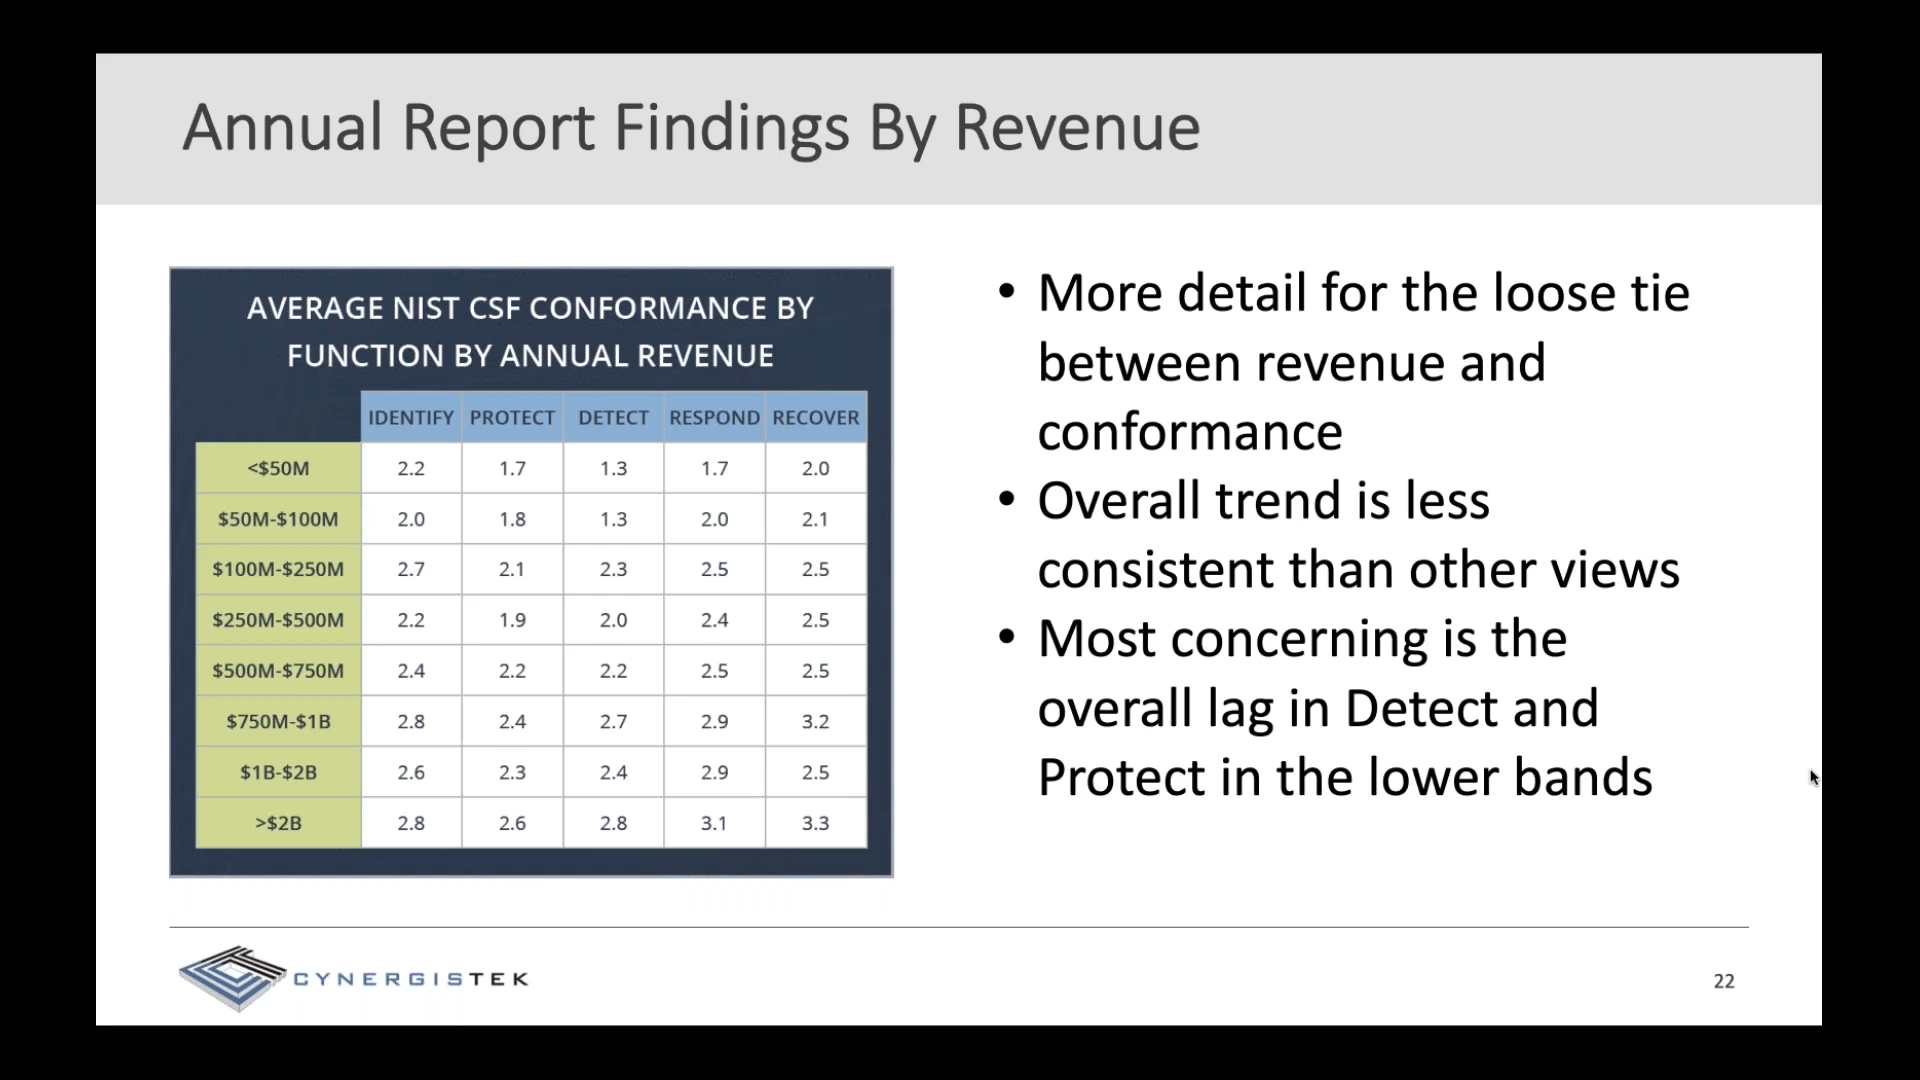 Annual Report Findings By Revenue
AVERAGE NIST CSF CONFORMANCE BY
FUNCTION BY ANNUAL REVENUE
IDENTIFY PROTECT DETECT RESPOND RECOVER
<$50M 2.2 1.7 1.3 1.7 2.0
$50M-$100M 2.0 1.8 1.3 2.0 2.1
$100M-$250M 2.7 2.1 2.3 2.5 2.5
$250M-$500M 2.2 1.9 2.0 2.4 2.5
$500M-$750M 2.4 2.2 2.2 2.5 2.5
$750M-$1B 2.8 2.4 2.7 2.9 3.2
$1B-$2B 2.6 2.3 2.4 2.9 2.5
>$2B 2.8 2.6 2.8 3.1 3.3
• More detail for the loose tie
between revenue and
conformance
• Overall trend is less
consistent than other views
• Most concerning is the
overall lag in Detect and
Protect in the lower bands
CYNERGISTEK
22